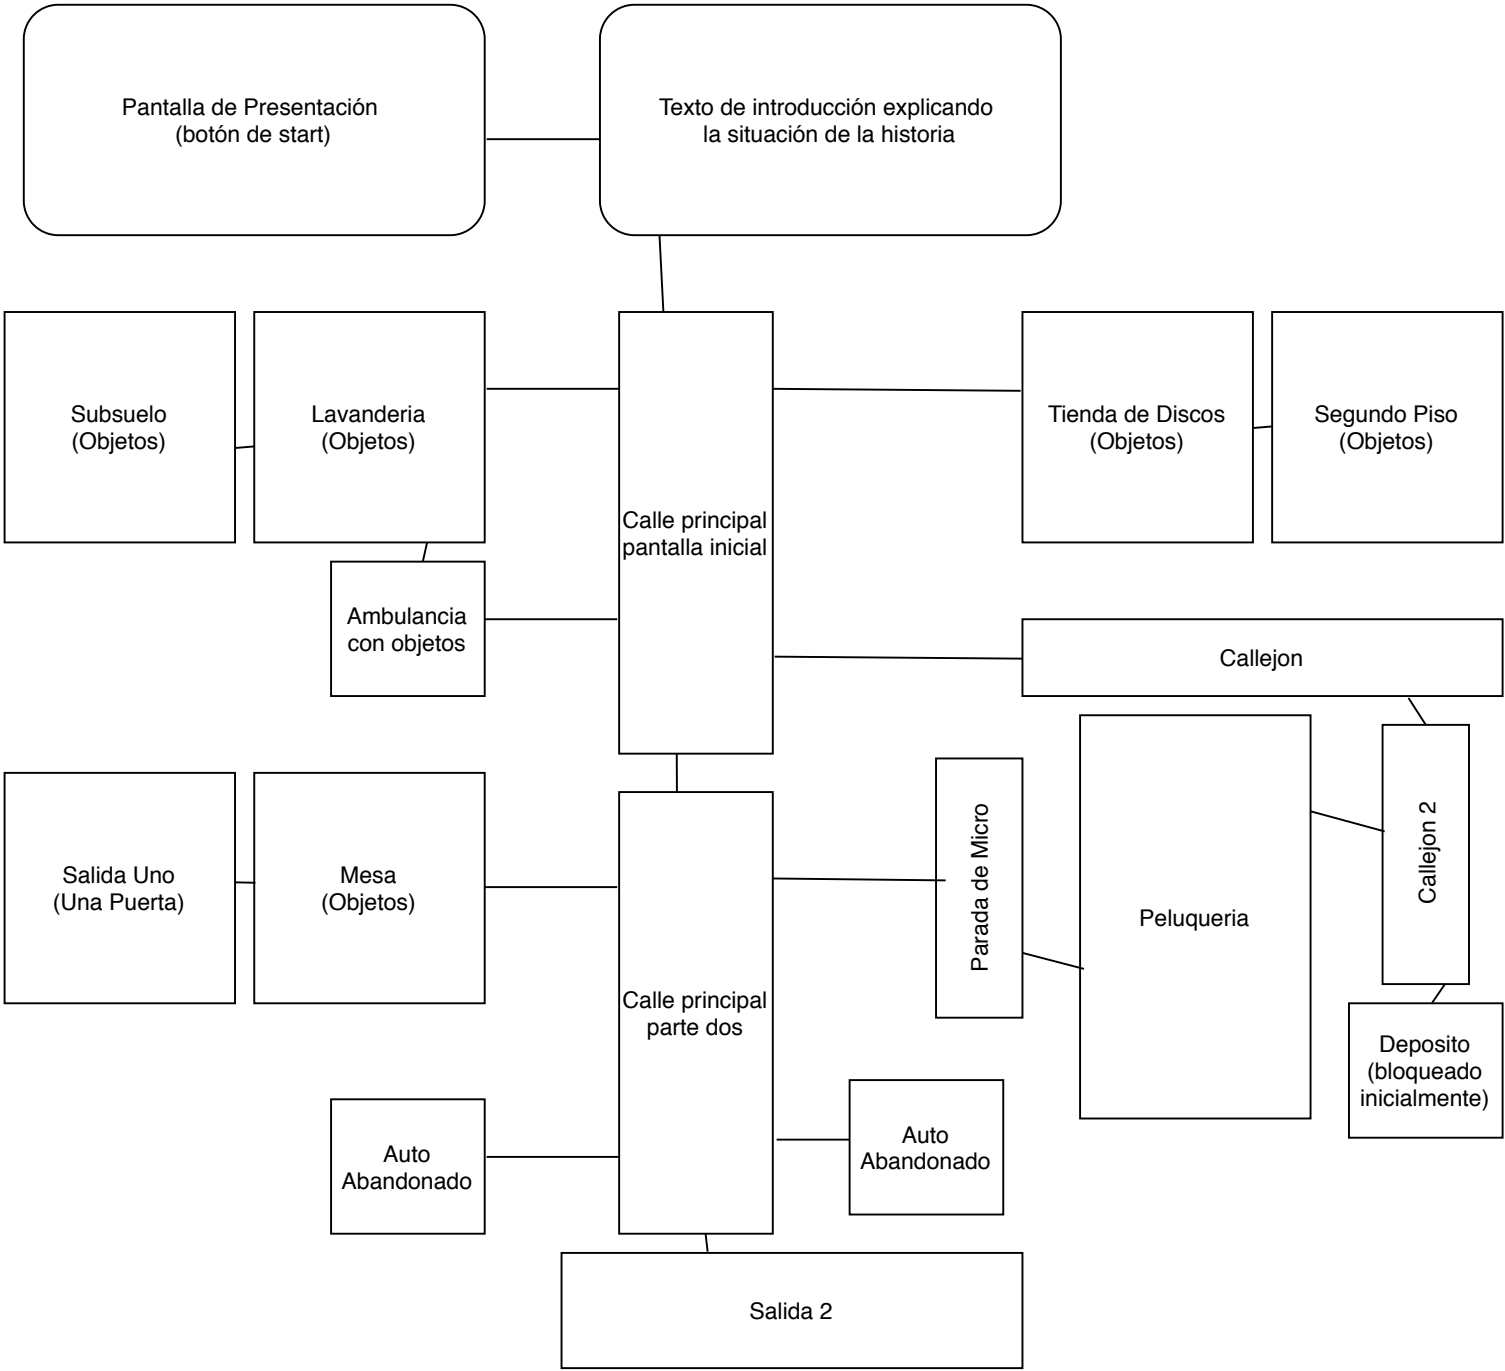 Pantalla de Presentación
(botón de start)
Texto de introducción explicando
la situación de la historia
Subsuelo
(Objetos)
Lavanderia
(Objetos)
Calle principal
pantalla inicial
Tienda de Discos
(Objetos)
Segundo Piso
(Objetos)
Ambulancia
con objetos
Callejon
Salida Uno
(Una Puerta)
Mesa
(Objetos)
Calle principal
parte dos
Parada de Micro
Peluqueria
Callejon 2
Deposito
(bloqueado
inicialmente)
Auto
Abandonado
Auto
Abandonado
Salida 2